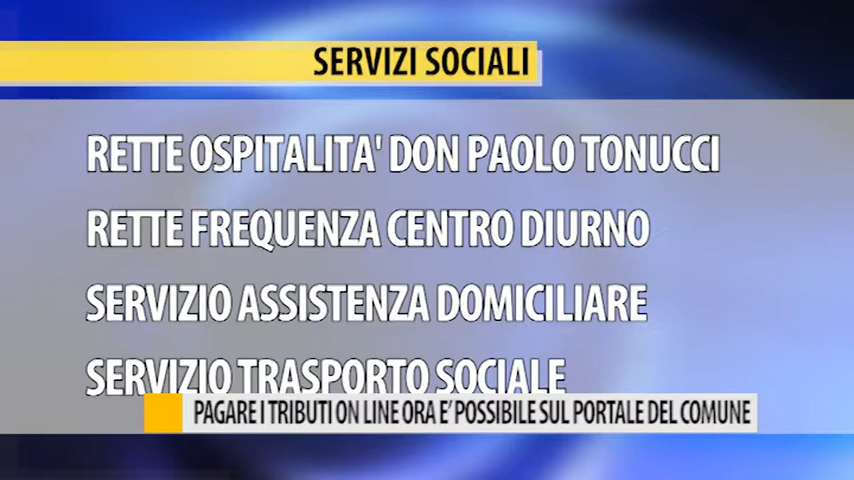 SERVIZI SOCIALI
RETTE OSPITALITA' DON PAOLO TONUCCI
RETTE FREQUENZA CENTRO DIURNO
SERVIZIO ASSISTENZA DOMICILIARE
SERVIZIO TRASPORTO SOCIALE
PAGARE I TRIBUTI ON LINE ORA E' POSSIBILE SUL PORTALE DEL COMUNE